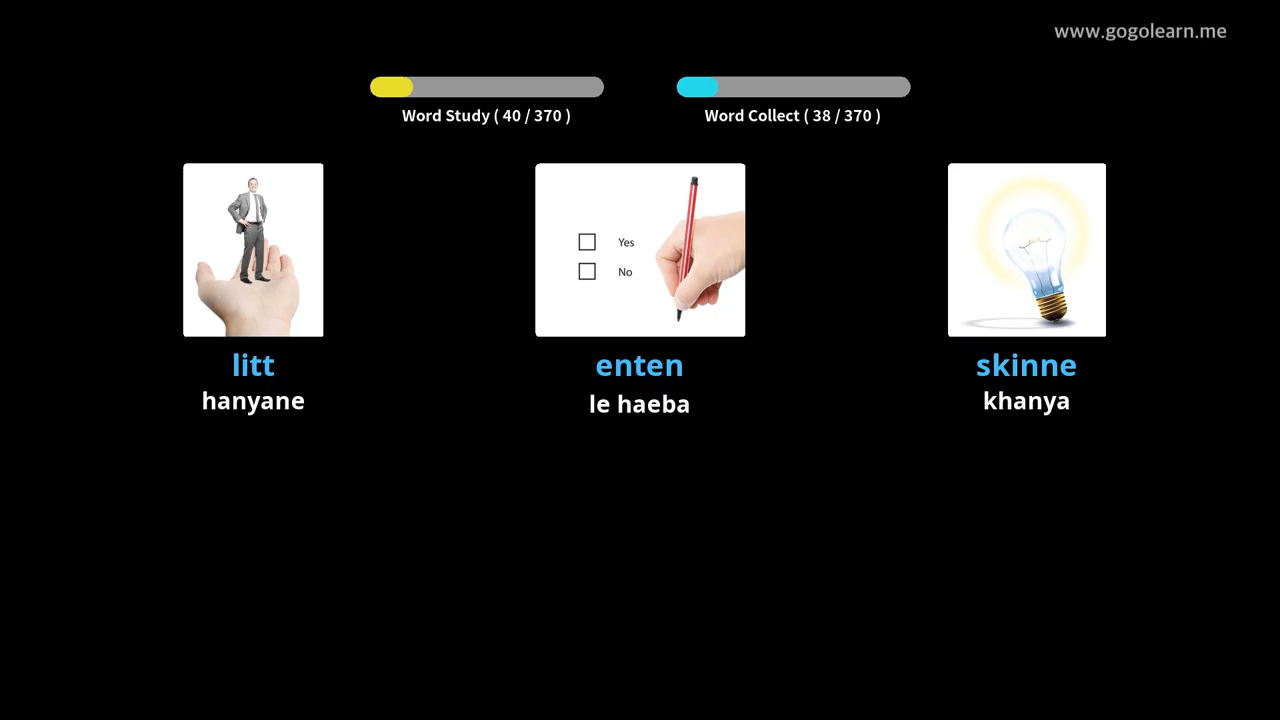 www.gogolearn.me
Word Study ( 40 / 370 )
Word Collect ( 38 / 370 )
Yes
No
litt
hanyane
enten
le haeba
skinne
khanya